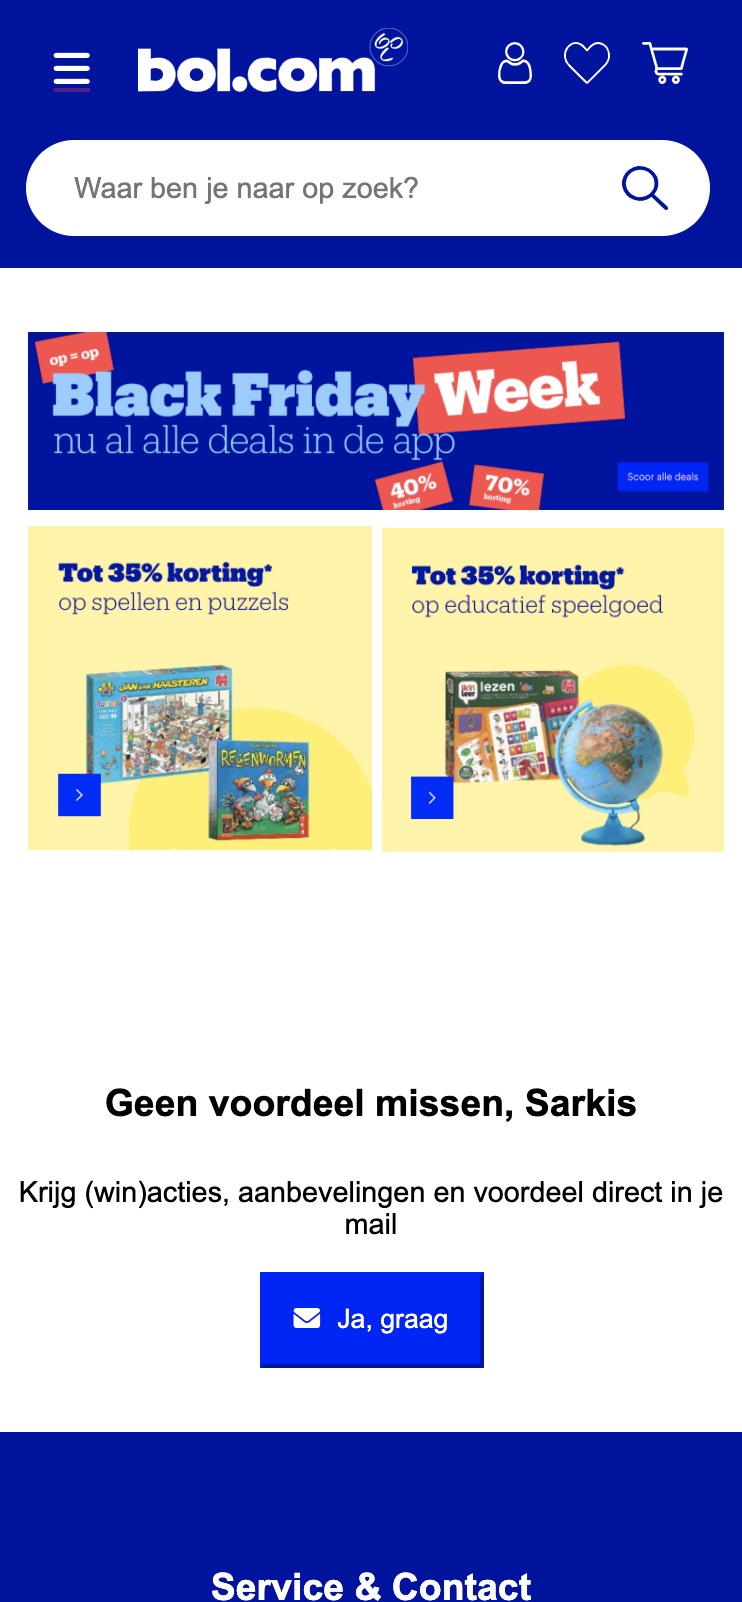 bol.com
Waar ben je naar op zoek?
op = op
Black Friday Week
nu al alle deals in de app
40% korting
70% korting
Scoor alle deals
Tot 35% korting*
op spellen en puzzels
JAN VAN HAASTEREN
REGENWORMEN
Tot 35% korting*
op educatief speelgoed
ik leer
lezen
Geen voordeel missen, Sarkis
Krijg (win)acties, aanbevelingen en voordeel direct in je
mail
Ja, graag
Service & Contact